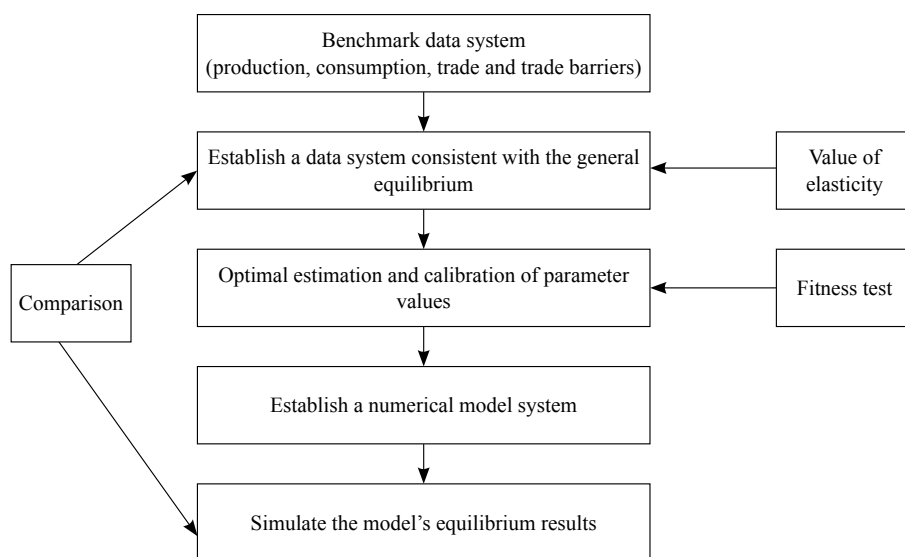 Benchmark data system
(production, consumption, trade and trade barriers)
Establish a data system consistent with the general
equilibrium
Value of
elasticity
Optimal estimation and calibration of parameter
values
Fitness test
Comparison
Establish a numerical model system
Simulate the model’s equilibrium results